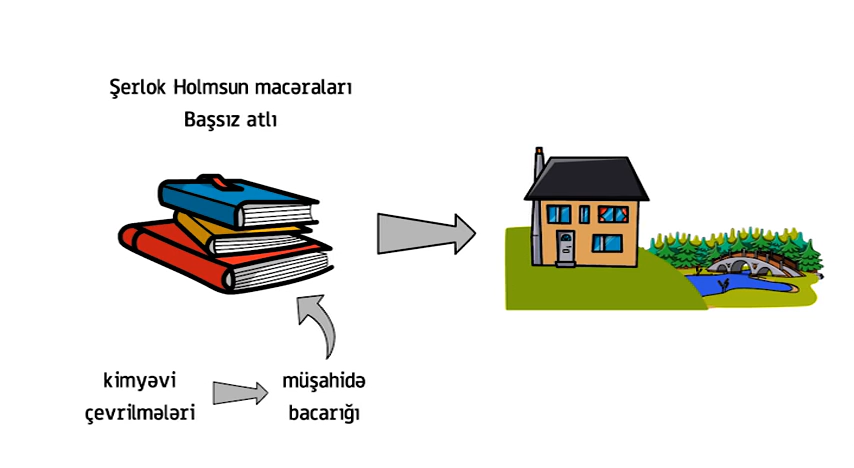 Şerlok Holmsun macəraları
Başsız atlı
kimyəvi
çevrilmələri
müşahidə
bacarığı